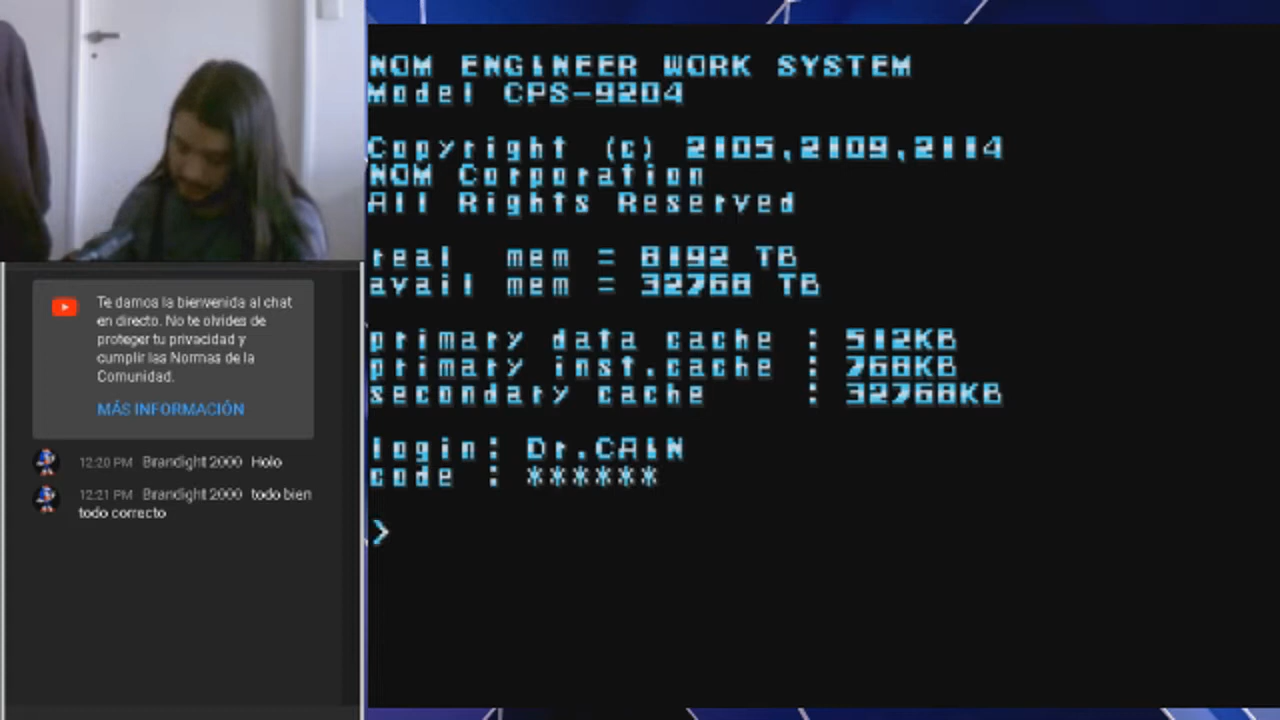 NOM ENGINEER WORK SYSTEM
Model CPS-9204
Copyright (c) 2105,2109,2114
NOM Corporation
All Rights Reserved
real mem = 8192 TB
avail mem = 32768 TB
primary data cache : 512KB
primary inst.cache : 768KB
secondary cache : 32768KB
login: Dr.CAIN
code : ******
>
Te damos la bienvenida al chat
en directo. No te olvides de
proteger tu privacidad y
cumplir las Normas de la
Comunidad.
MÁS INFORMACIÓN
12:20 PM Brandight 2000 Holo
12:21 PM Brandight 2000 todo bien
todo correcto